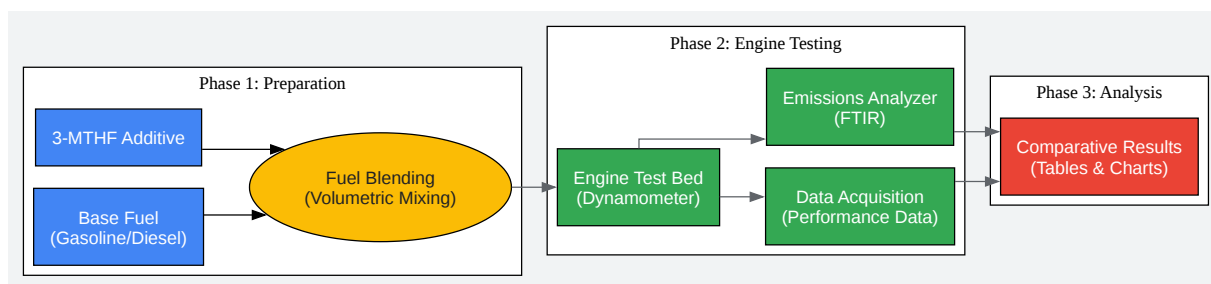 Phase 1: Preparation
3-MTHF Additive
Base Fuel
(Gasoline/Diesel)
Fuel Blending
(Volumetric Mixing)
Phase 2: Engine Testing
Engine Test Bed
(Dynamometer)
Emissions Analyzer
(FTIR)
Data Acquisition
(Performance Data)
Phase 3: Analysis
Comparative Results
(Tables & Charts)